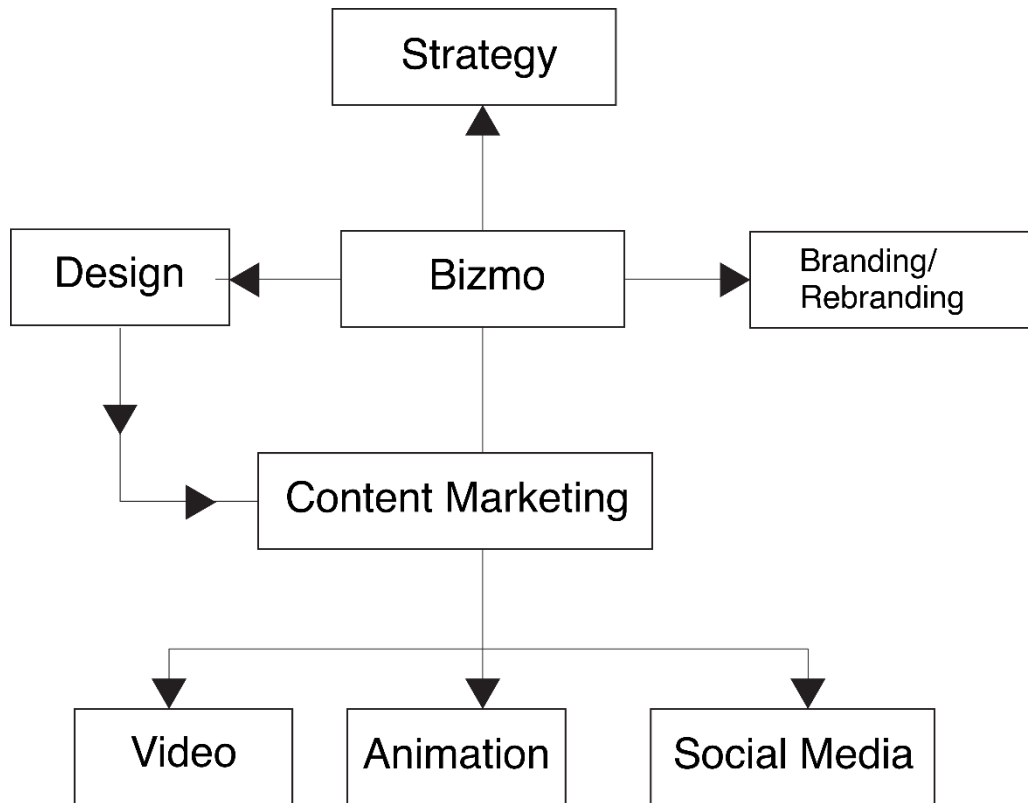 Strategy
Design
Bizmo
Branding/
Rebranding
Content Marketing
Video
Animation
Social Media